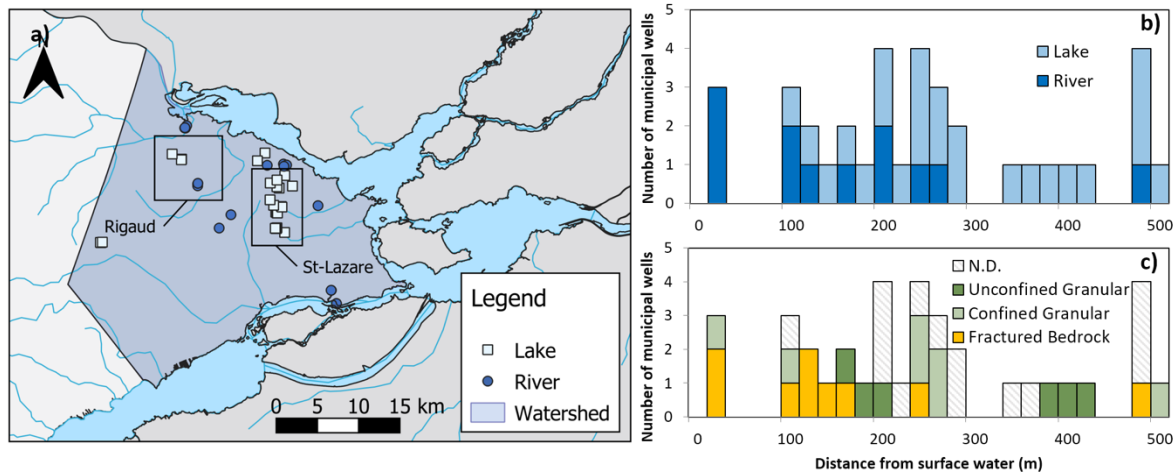 a)
Rigaud
St-Lazare
Legend
Lake
River
Watershed
0 5 10 15 km
b)
Number of municipal wells
5
4
3
2
1
0
Lake
River
0 100 200 300 400 500
c)
Number of municipal wells
5
4
3
2
1
0
N.D.
Unconfined Granular
Confined Granular
Fractured Bedrock
0 100 200 300 400 500
Distance from surface water (m)